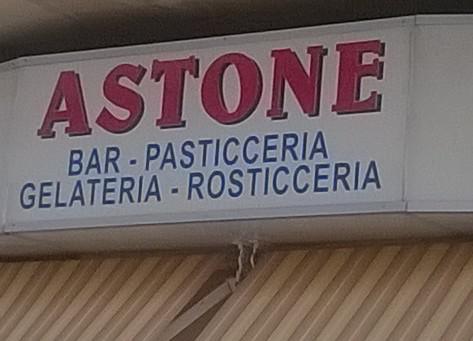 ASTONE
BAR - PASTICCERIA
GELATERIA - ROSTICCERIA